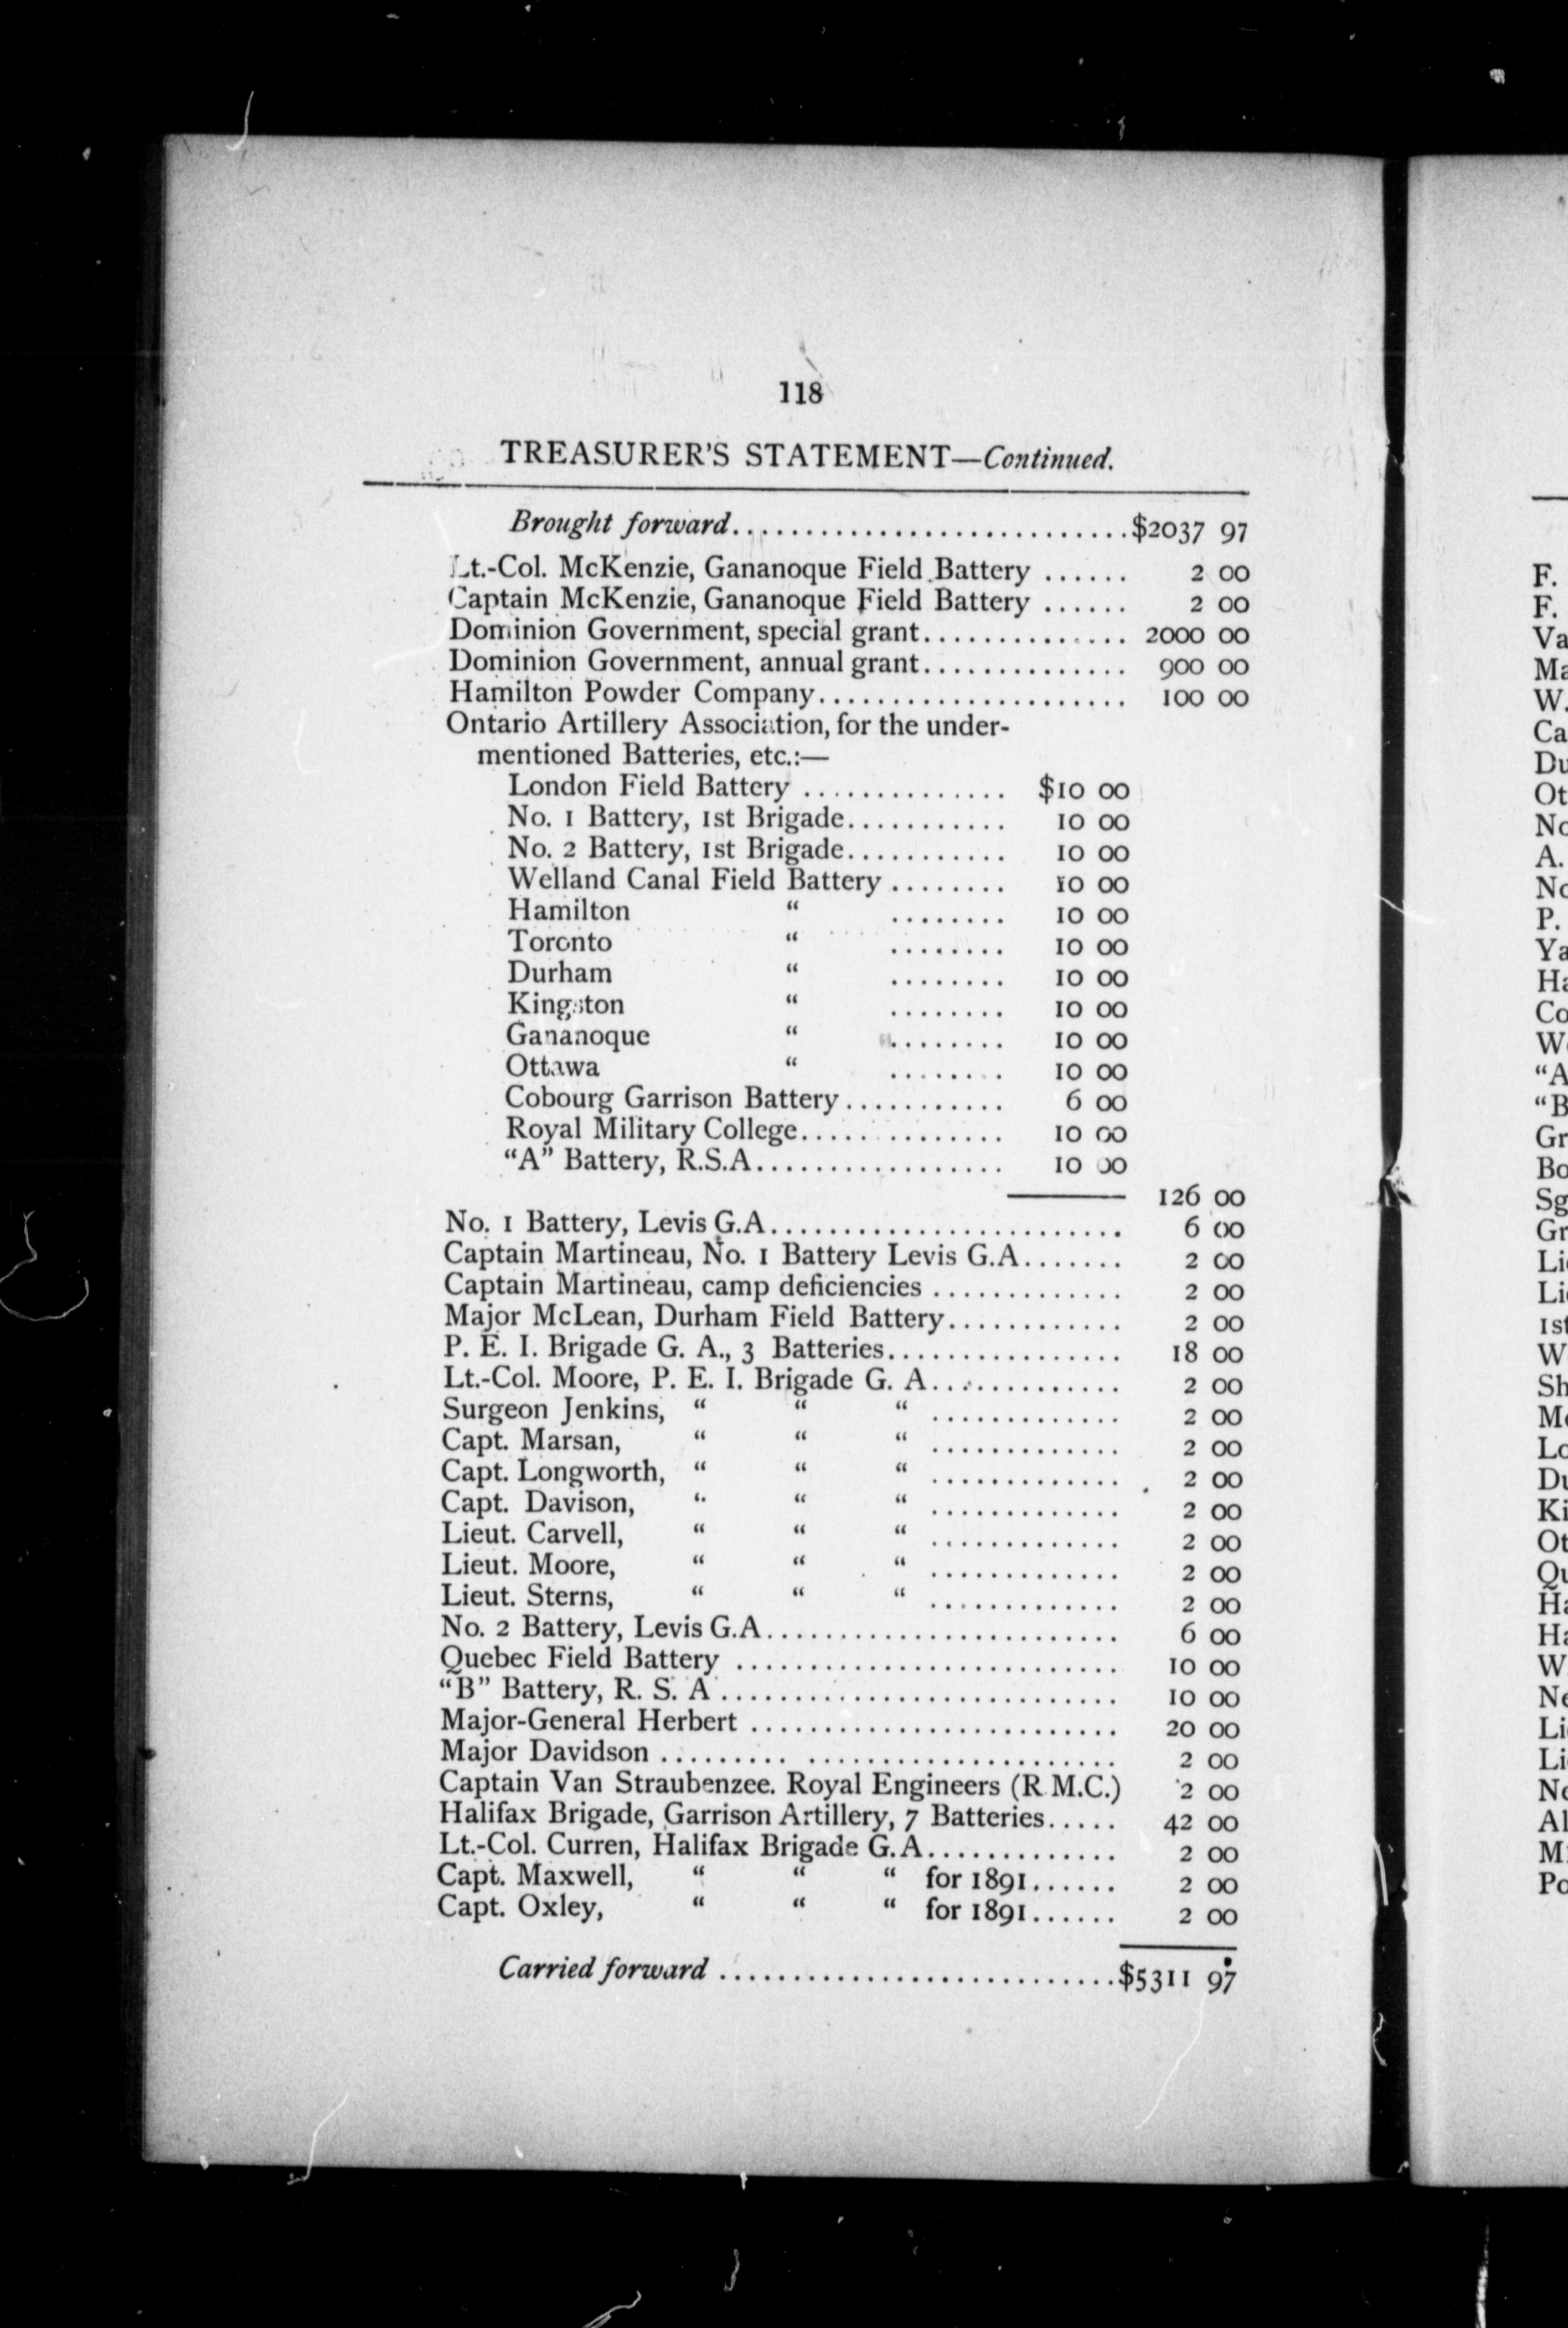 118
TREASURER'S STATEMENT—Continued.
Brought forward............................$2037 97
Lt.-Col. McKenzie, Gananoque Field Battery ...... 2 00
Captain McKenzie, Gananoque Field Battery ...... 2 00
Dominion Government, special grant.............. 2000 00
Dominion Government, annual grant.............. 900 00
Hamilton Powder Company..................... 100 00
Ontario Artillery Association, for the under-
mentioned Batteries, etc.:—
London Field Battery .............. $10 00
No. 1 Battery, 1st Brigade........... 10 00
No. 2 Battery, 1st Brigade........... 10 00
Welland Canal Field Battery ........ 10 00
Hamilton “ ........ 10 00
Toronto “ ........ 10 00
Durham “ ........ 10 00
Kingston “ ........ 10 00
Gananoque “ ........ 10 00
Ottawa “ ........ 10 00
Cobourg Garrison Battery........... 6 00
Royal Military College.............. 10 00
“A” Battery, R.S.A................. 10 00
126 00
No. 1 Battery, Levis G.A........................ 6 00
Captain Martineau, No. 1 Battery Levis G.A....... 2 00
Captain Martineau, camp deficiencies ............. 2 00
Major McLean, Durham Field Battery............ 2 00
P. E. I. Brigade G. A., 3 Batteries................ 18 00
Lt.-Col. Moore, P. E. I. Brigade G. A............. 2 00
Surgeon Jenkins, “ “ “ ............. 2 00
Capt. Marsan, “ “ “ ............. 2 00
Capt. Longworth, “ “ “ ............. 2 00
Capt. Davison, “ “ “ ............. 2 00
Lieut. Carvell, “ “ “ ............. 2 00
Lieut. Moore, “ “ “ ............. 2 00
Lieut. Sterns, “ “ “ ............. 2 00
No. 2 Battery, Levis G.A........................ 6 00
Quebec Field Battery .......................... 10 00
“B” Battery, R. S. A........................... 10 00
Major-General Herbert ......................... 20 00
Major Davidson ......... ..................... 2 00
Captain Van Straubenzee. Royal Engineers (R M.C.) 2 00
Halifax Brigade, Garrison Artillery, 7 Batteries..... 42 00
Lt.-Col. Curren, Halifax Brigade G.A............. 2 00
Capt. Maxwell, “ “ “ for 1891...... 2 00
Capt. Oxley, “ “ “ for 1891...... 2 00
Carried forward ...........................$5311 97